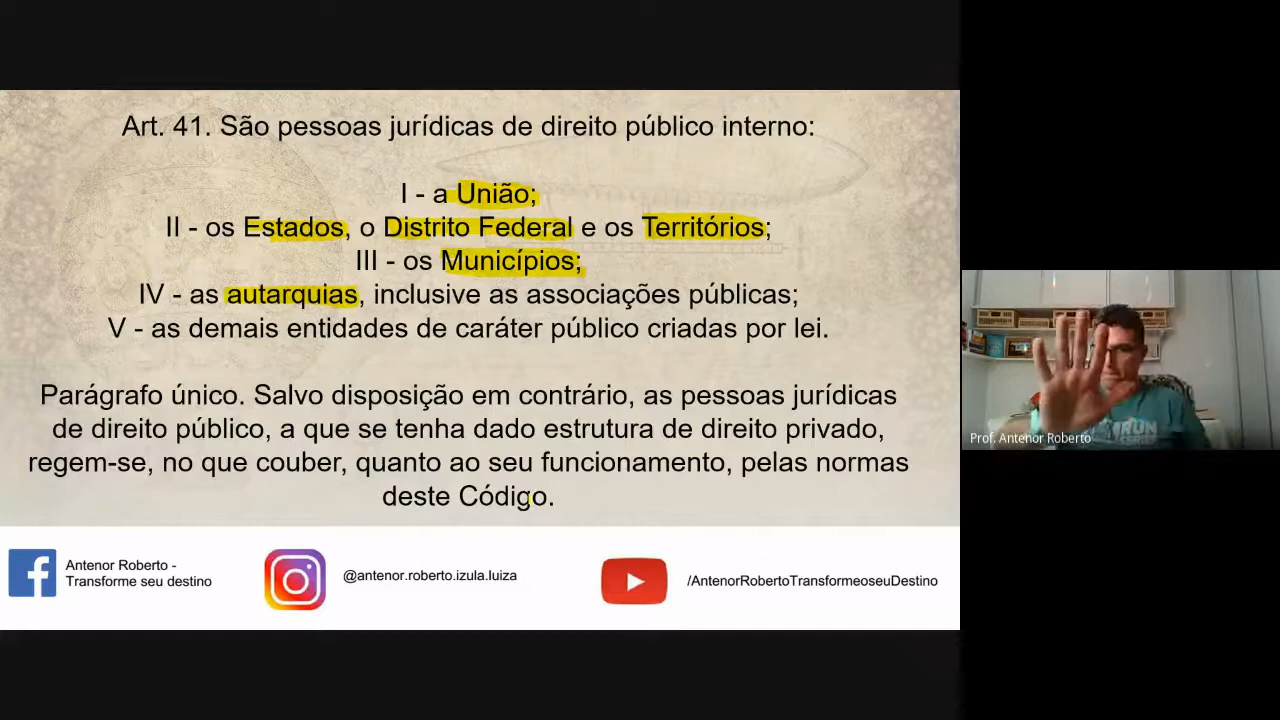 Art. 41. São pessoas jurídicas de direito público interno:
I - a União;
II - os Estados, o Distrito Federal e os Territórios;
III - os Municípios;
IV - as autarquias, inclusive as associações públicas;
V - as demais entidades de caráter público criadas por lei.
Parágrafo único. Salvo disposição em contrário, as pessoas jurídicas
de direito público, a que se tenha dado estrutura de direito privado,
regem-se, no que couber, quanto ao seu funcionamento, pelas normas
deste Código.
Antenor Roberto -
Transforme seu destino
@antenor.roberto.izula.luiza
/AntenorRobertoTransformeoseuDestino
RUN
Prof. Antenor Roberto